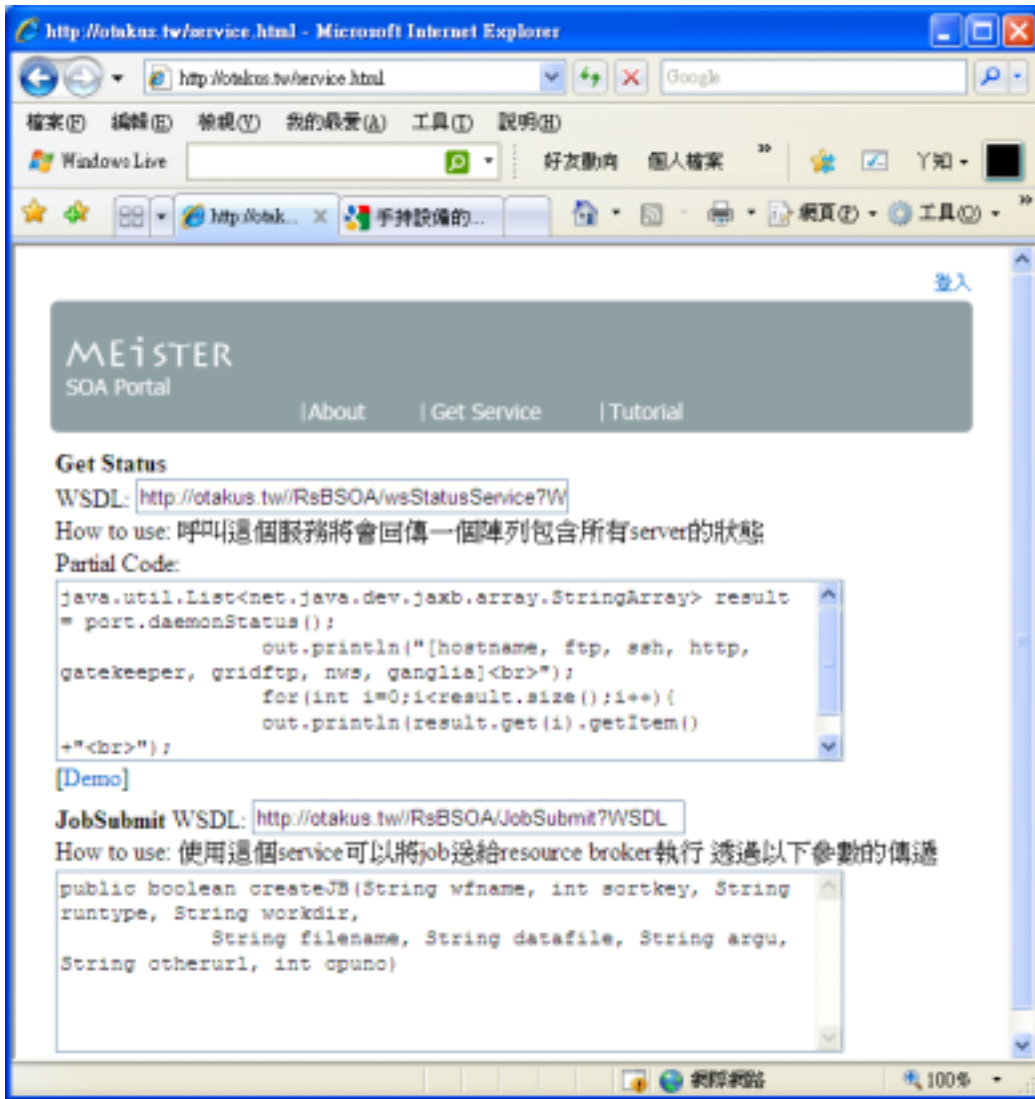 http://otakus.tw/service.html - Microsoft Internet Explorer
http://otakus.tw/service.html
Google
檔案(F) 編輯(E) 檢視(V) 我的最愛(A) 工具(T) 說明(H)
Windows Live 好友動向 個人檔案 »
http://otak... 手持設備的... 網頁(P) 工具(O) »
登入
MEiSTER
SOA Portal
|About |Get Service |Tutorial
Get Status
WSDL: http://otakus.tw//RsBSOA/wsStatusService?W
How to use: 呼叫這個服務將會回傳一個陣列包含所有server的狀態
Partial Code:
java.util.List<net.java.dev.jaxb.array.StringArray> result
= port.daemonStatus();
out.println("[hostname, ftp, ssh, http,
gatekeeper, gridftp, nws, ganglia]<br>");
for(int i=0;i<result.size();i++){
out.println(result.get(i).getItem()
+"<br>");
[Demo]
JobSubmit WSDL: http://otakus.tw//RsBSOA/JobSubmit?WSDL
How to use: 使用這個service可以將job送給resource broker執行 透過以下參數的傳遞
public boolean createJB(String wfname, int sortkey, String
runtype, String workdir,
String filename, String datafile, String argu,
String otherurl, int cpuno)
網際網路 100%